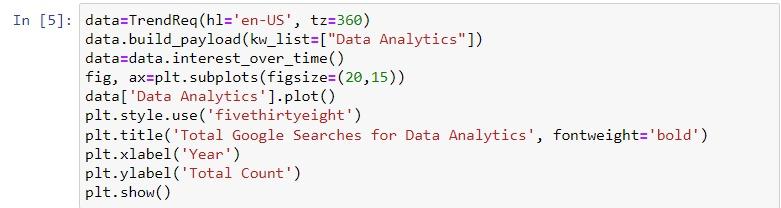 In [5]: data=TrendReq(hl='en-US', tz=360)
data.build_payload(kw_list=["Data Analytics"])
data=data.interest_over_time()
fig, ax=plt.subplots(figsize=(20,15))
data['Data Analytics'].plot()
plt.style.use('fivethirtyeight')
plt.title('Total Google Searches for Data Analytics', fontweight='bold')
plt.xlabel('Year')
plt.ylabel('Total Count')
plt.show()